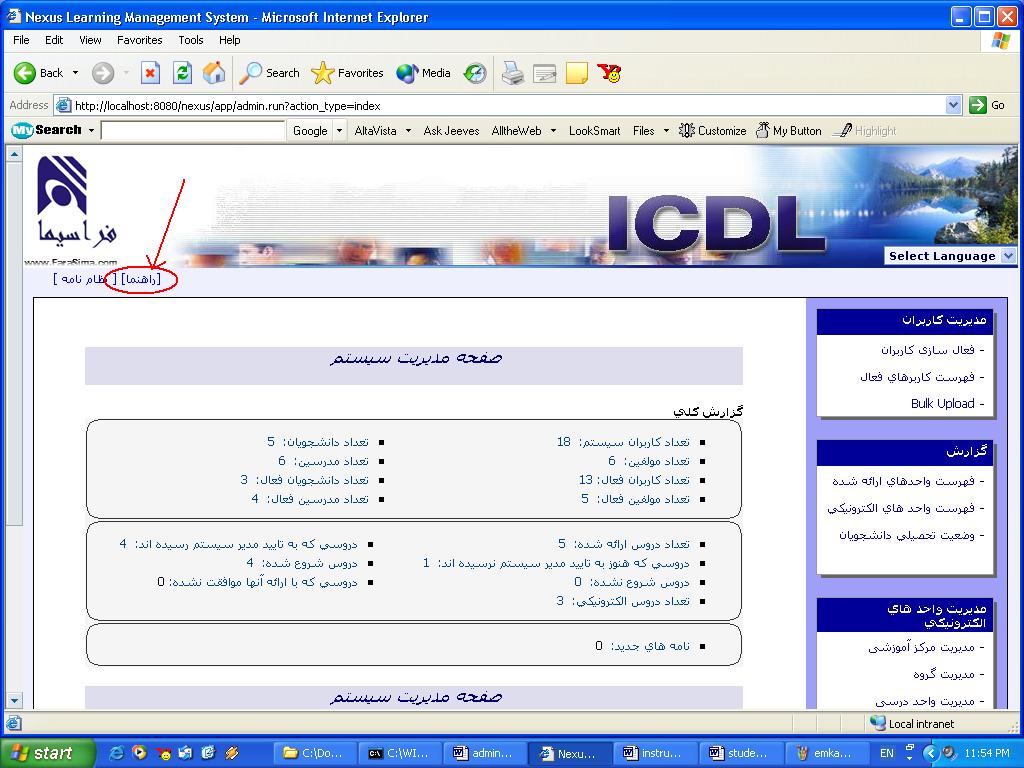 Nexus Learning Management System - Microsoft Internet Explorer
File Edit View Favorites Tools Help
Back Search Favorites Media
Address http://localhost:8080/nexus/app/admin.run?action_type=index Go
My Search Google AltaVista Ask Jeeves AlltheWeb LookSmart Files Customize My Button Highlight
فراسیما
www.FaraSima.com
ICDL
Select Language
[راهنما] [ نظام نامه ]
صفحه مديريت سيستم
گزارش كلي
تعداد كاربران سيستم: 18
تعداد مولفين: 6
تعداد كاربران فعال: 13
تعداد مولفين فعال: 5
تعداد دانشجويان: 5
تعداد مدرسين: 6
تعداد دانشجويان فعال: 3
تعداد مدرسين فعال: 4
تعداد دروس ارائه شده: 5
دروسي كه هنوز به تاييد مدير سيستم نرسيده اند: 1
دروس شروع نشده: 0
تعداد دروس الكترونيكي: 3
دروسي كه به تاييد مدير سيستم رسيده اند: 4
دروس شروع شده: 4
دروسي كه با ارائه آنها موافقت نشده: 0
نامه هاي جديد: 0
صفحه مديريت سيستم
مديريت كاربران
- فعال سازی کاربران
- فهرست كاربرهاي فعال
- Bulk Upload
گزارش
- فهرست واحدهاي ارائه شده
- فهرست واحد هاي الكترونيكي
- وضعيت تحصيلي دانشجويان
مديريت واحد هاي
الكترونيكي
- مديريت مركز آموزشی
- مديريت گروه
- مديريت واحد درسی
Local intranet
start C:\Do... C:\WI... admin... Nexu... instru... stude... emka... EN 11:54 PM